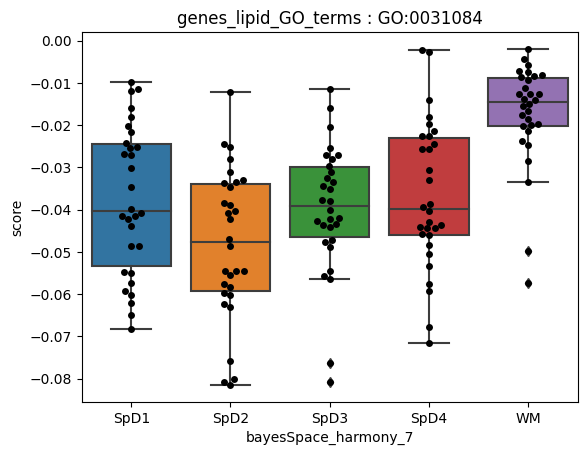 genes_lipid_GO_terms : GO:0031084
0.00
−0.01
−0.02
−0.03
−0.04
−0.05
−0.06
−0.07
−0.08
score
SpD1 SpD2 SpD3 SpD4 WM
bayesSpace_harmony_7